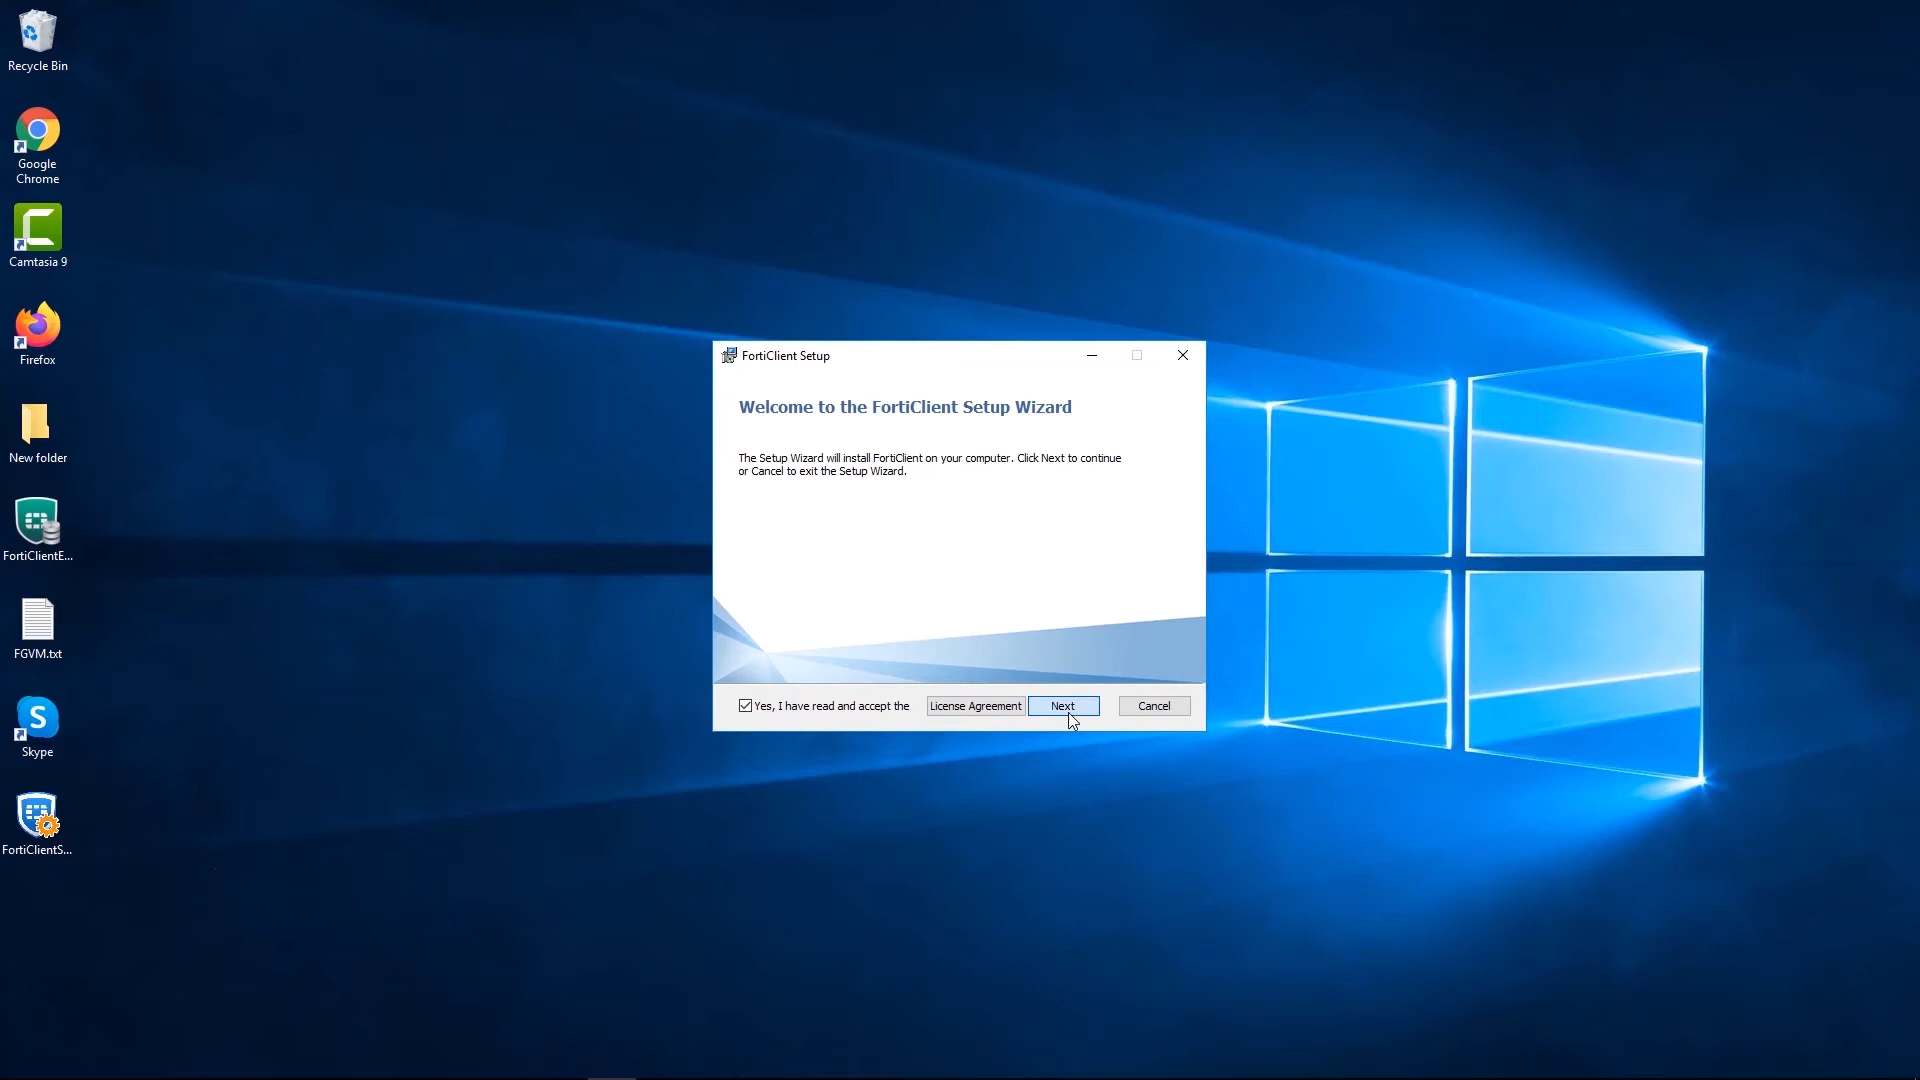 Recycle Bin
Google
Chrome
Camtasia 9
Firefox
New folder
FortiClientE...
FGVM.txt
Skype
FortiClientS...
FortiClient Setup
Welcome to the FortiClient Setup Wizard
The Setup Wizard will install FortiClient on your computer. Click Next to continue
or Cancel to exit the Setup Wizard.
Yes, I have read and accept the License Agreement Next Cancel